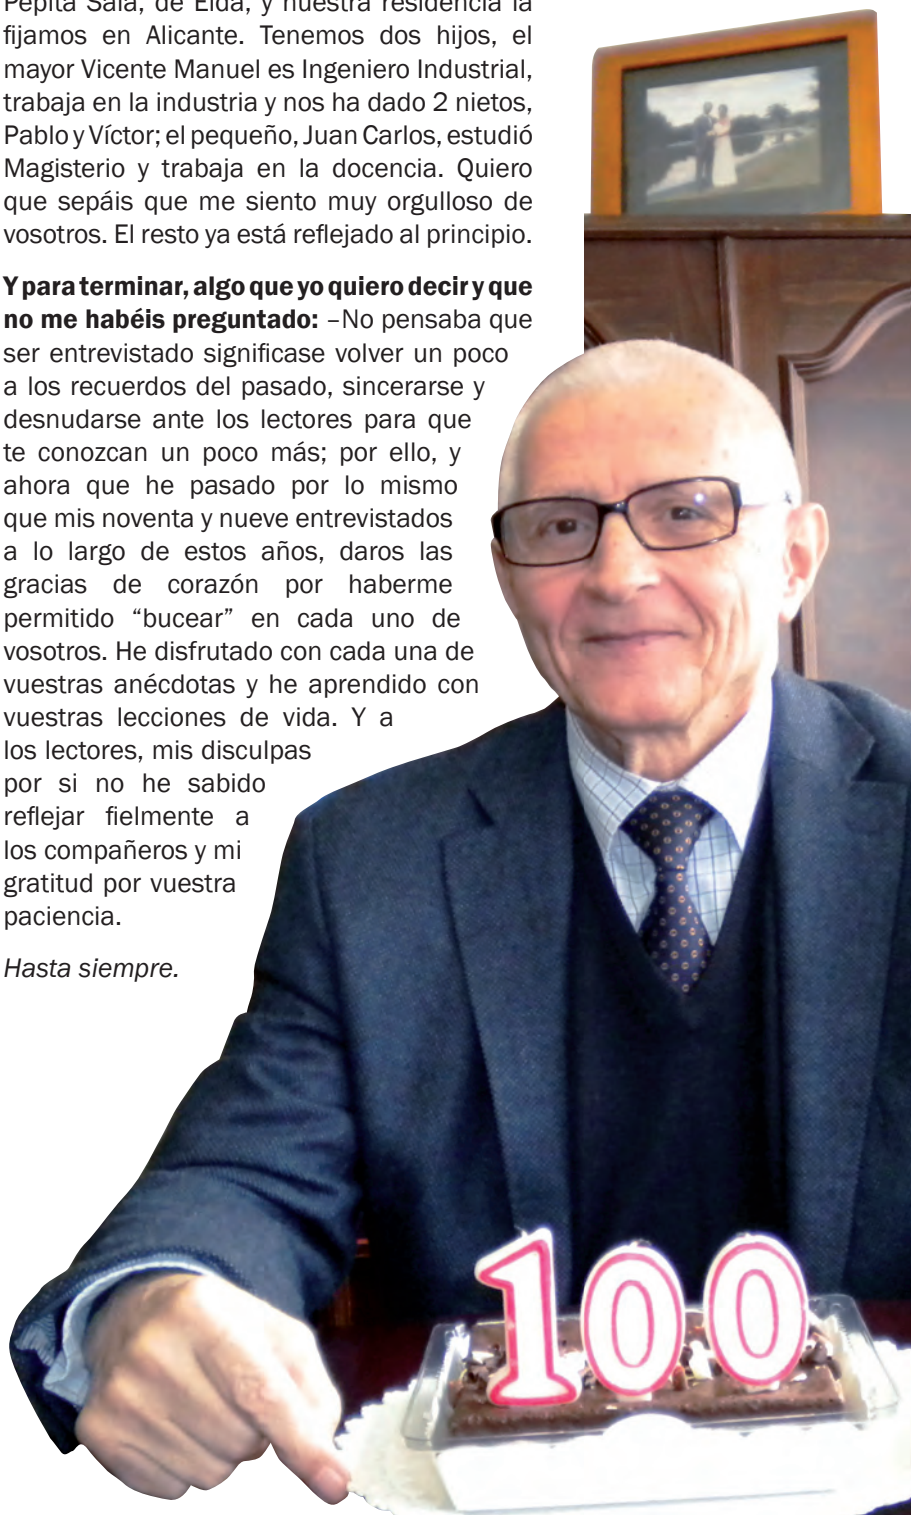 Pepita Sala, de Elda, y nuestra residencia la
fijamos en Alicante. Tenemos dos hijos, el
mayor Vicente Manuel es Ingeniero Industrial,
trabaja en la industria y nos ha dado 2 nietos,
Pablo y Víctor; el pequeño, Juan Carlos, estudió
Magisterio y trabaja en la docencia. Quiero
que sepáis que me siento muy orgulloso de
vosotros. El resto ya está reflejado al principio.
Y para terminar, algo que yo quiero decir y que
no me habéis preguntado: –No pensaba que
ser entrevistado significase volver un poco
a los recuerdos del pasado, sincerarse y
desnudarse ante los lectores para que
te conozcan un poco más; por ello, y
ahora que he pasado por lo mismo
que mis noventa y nueve entrevistados
a lo largo de estos años, daros las
gracias de corazón por haberme
permitido “bucear” en cada uno de
vosotros. He disfrutado con cada una de
vuestras anécdotas y he aprendido con
vuestras lecciones de vida. Y a
los lectores, mis disculpas
por si no he sabido
reflejar fielmente a
los compañeros y mi
gratitud por vuestra
paciencia.
Hasta siempre.
100